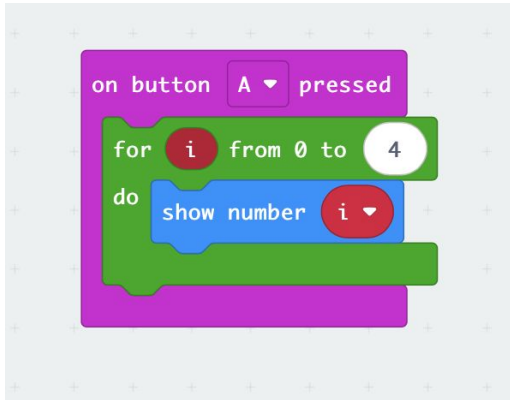 on button A pressed
for i from 0 to 4
do
show number i